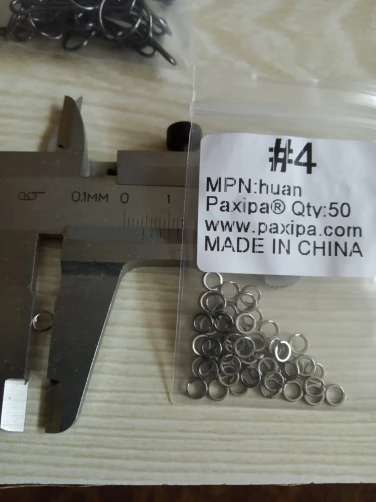 #4
MPN:huan
Paxipa® Qty:50
www.paxipa.com
MADE IN CHINA
0.1MM 0 1